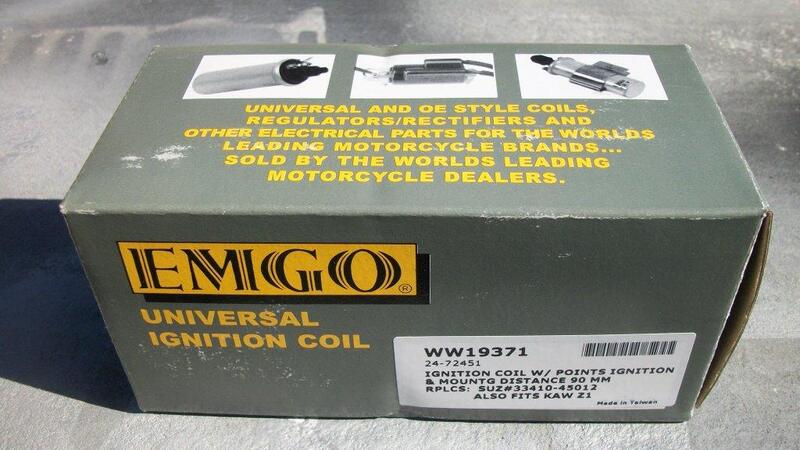 UNIVERSAL AND OE STYLE COILS,
REGULATORS/RECTIFIERS AND
OTHER ELECTRICAL PARTS FOR THE WORLDS
LEADING MOTORCYCLE BRANDS...
SOLD BY THE WORLDS LEADING
MOTORCYCLE DEALERS.
EMGO®
UNIVERSAL
IGNITION COIL
WW19371
24-72451
IGNITION COIL W/ POINTS IGNITION
& MOUNTG DISTANCE 90 MM
RPLCS: SUZ#33410-45012
ALSO FITS KAW Z1
Made in Taiwan